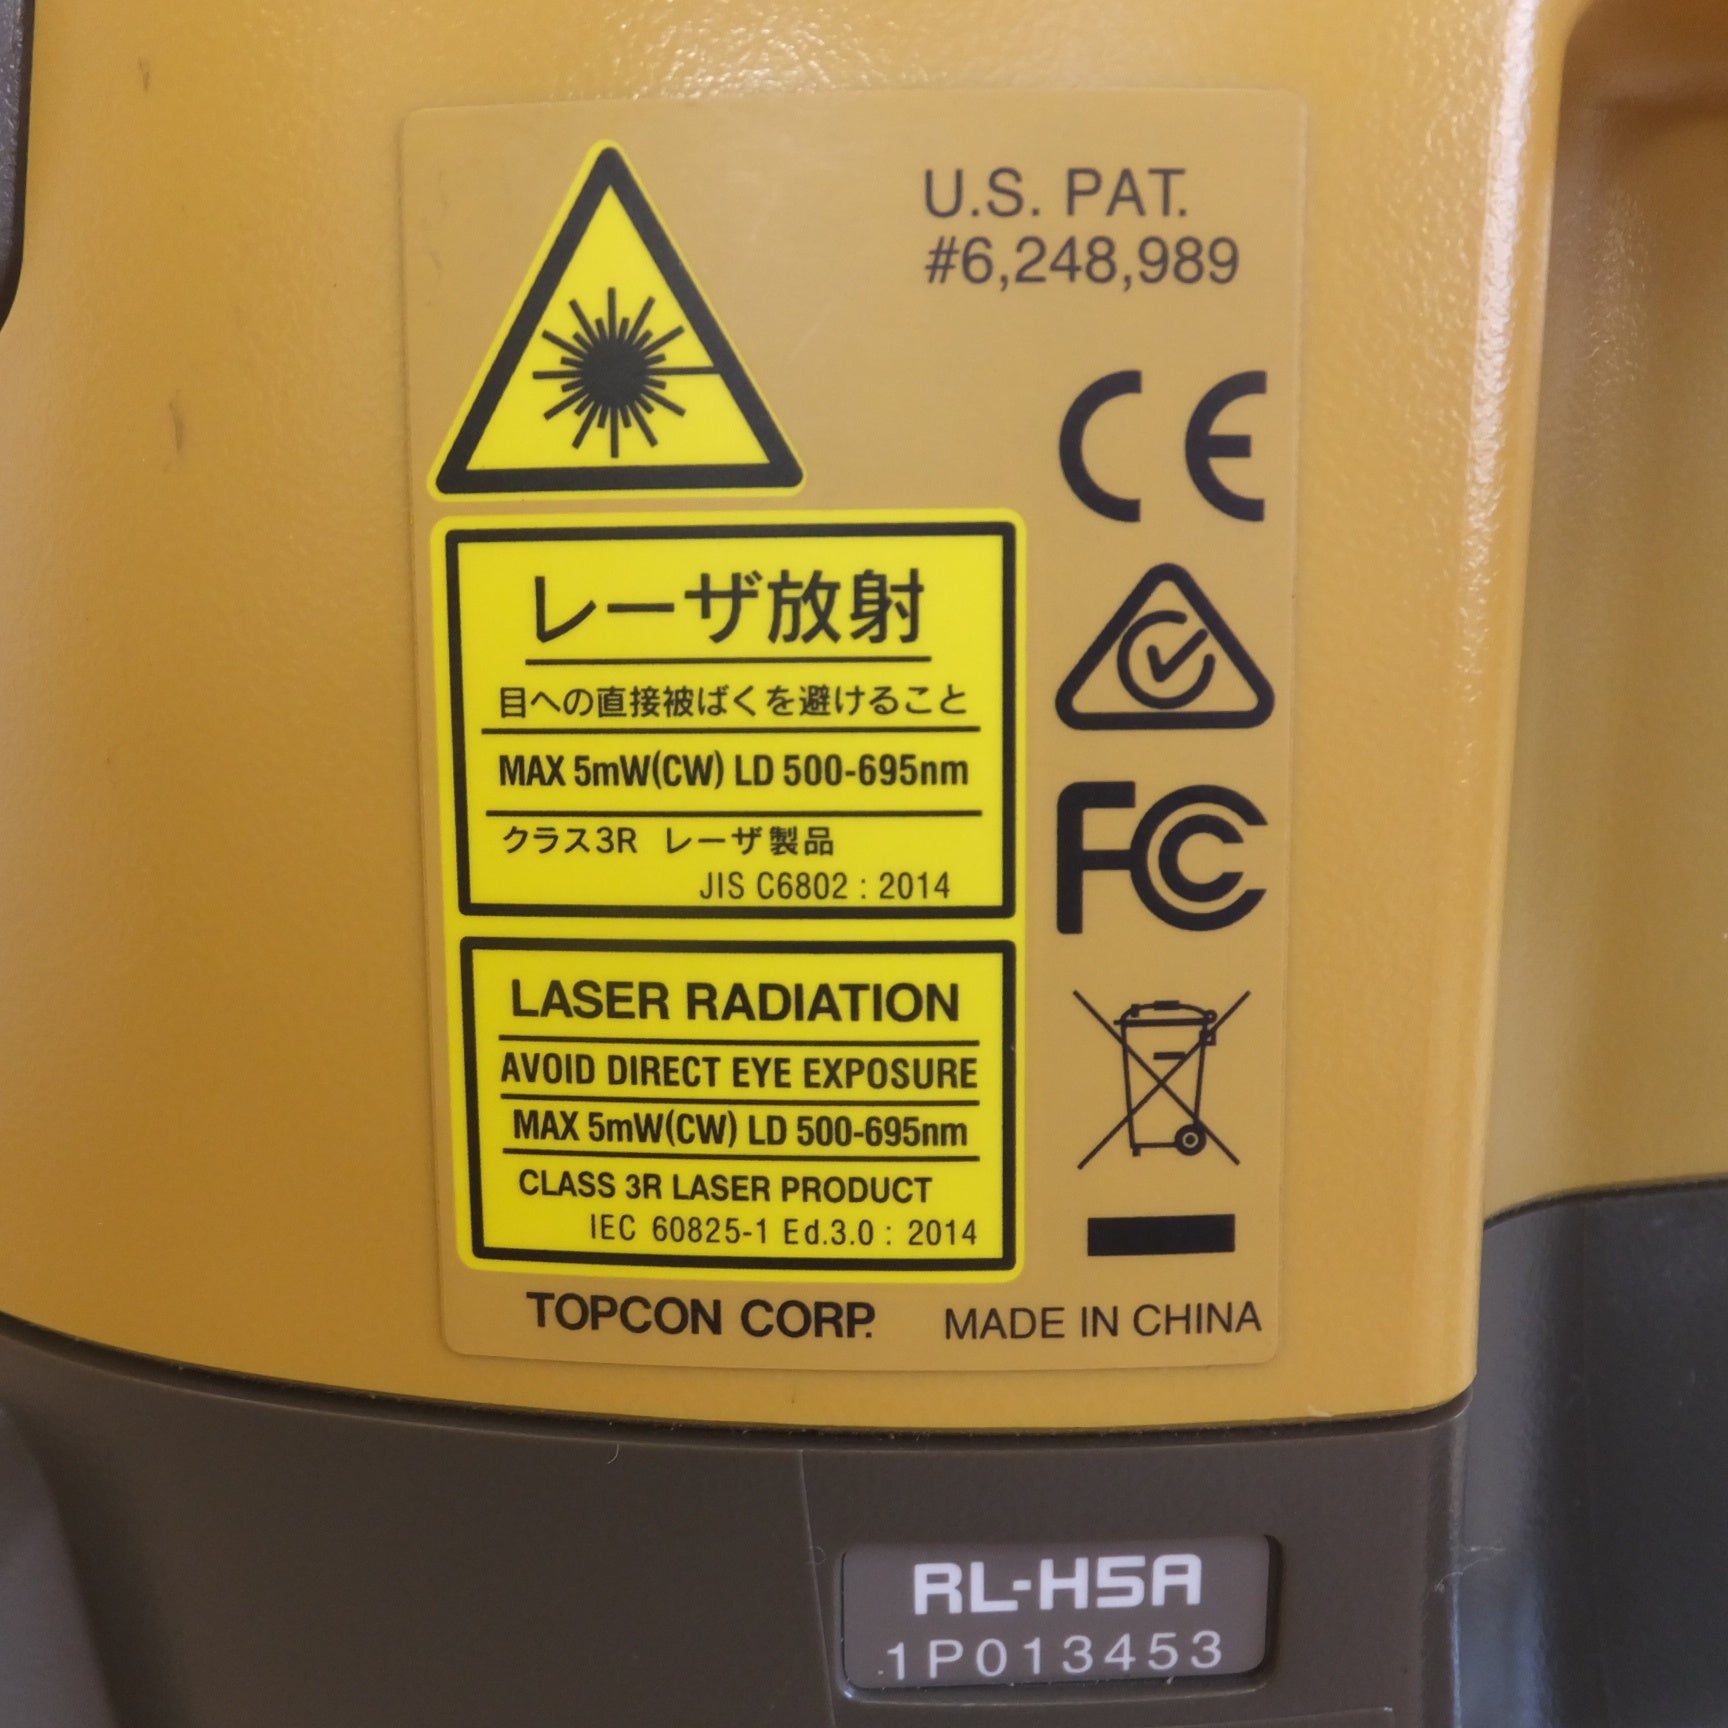 U.S. PAT.
#6,248,989
CE
レーザ放射
目への直接被ばくを避けること
MAX 5mW(CW) LD 500-695nm
クラス3R レーザ製品
JIS C6802 : 2014
FC
LASER RADIATION
AVOID DIRECT EYE EXPOSURE
MAX 5mW(CW) LD 500-695nm
CLASS 3R LASER PRODUCT
IEC 60825-1 Ed.3.0 : 2014
TOPCON CORP. MADE IN CHINA
RL-H5A
1P013453